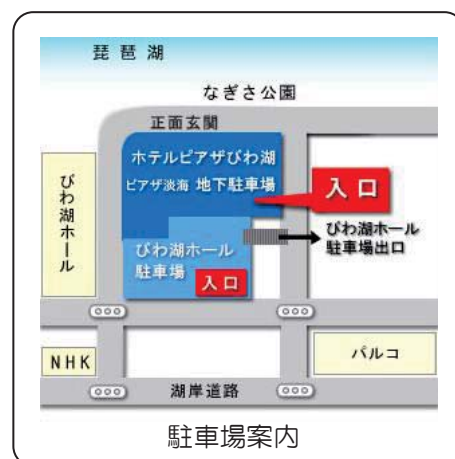 琵琶湖
なぎさ公園
正面玄関
ホテルピアザびわ湖
ピアザ淡海 地下駐車場
入口
びわ湖ホール
びわ湖ホール
駐車場出口
びわ湖ホール
駐車場
入口
NHK
パルコ
湖岸道路
駐車場案内